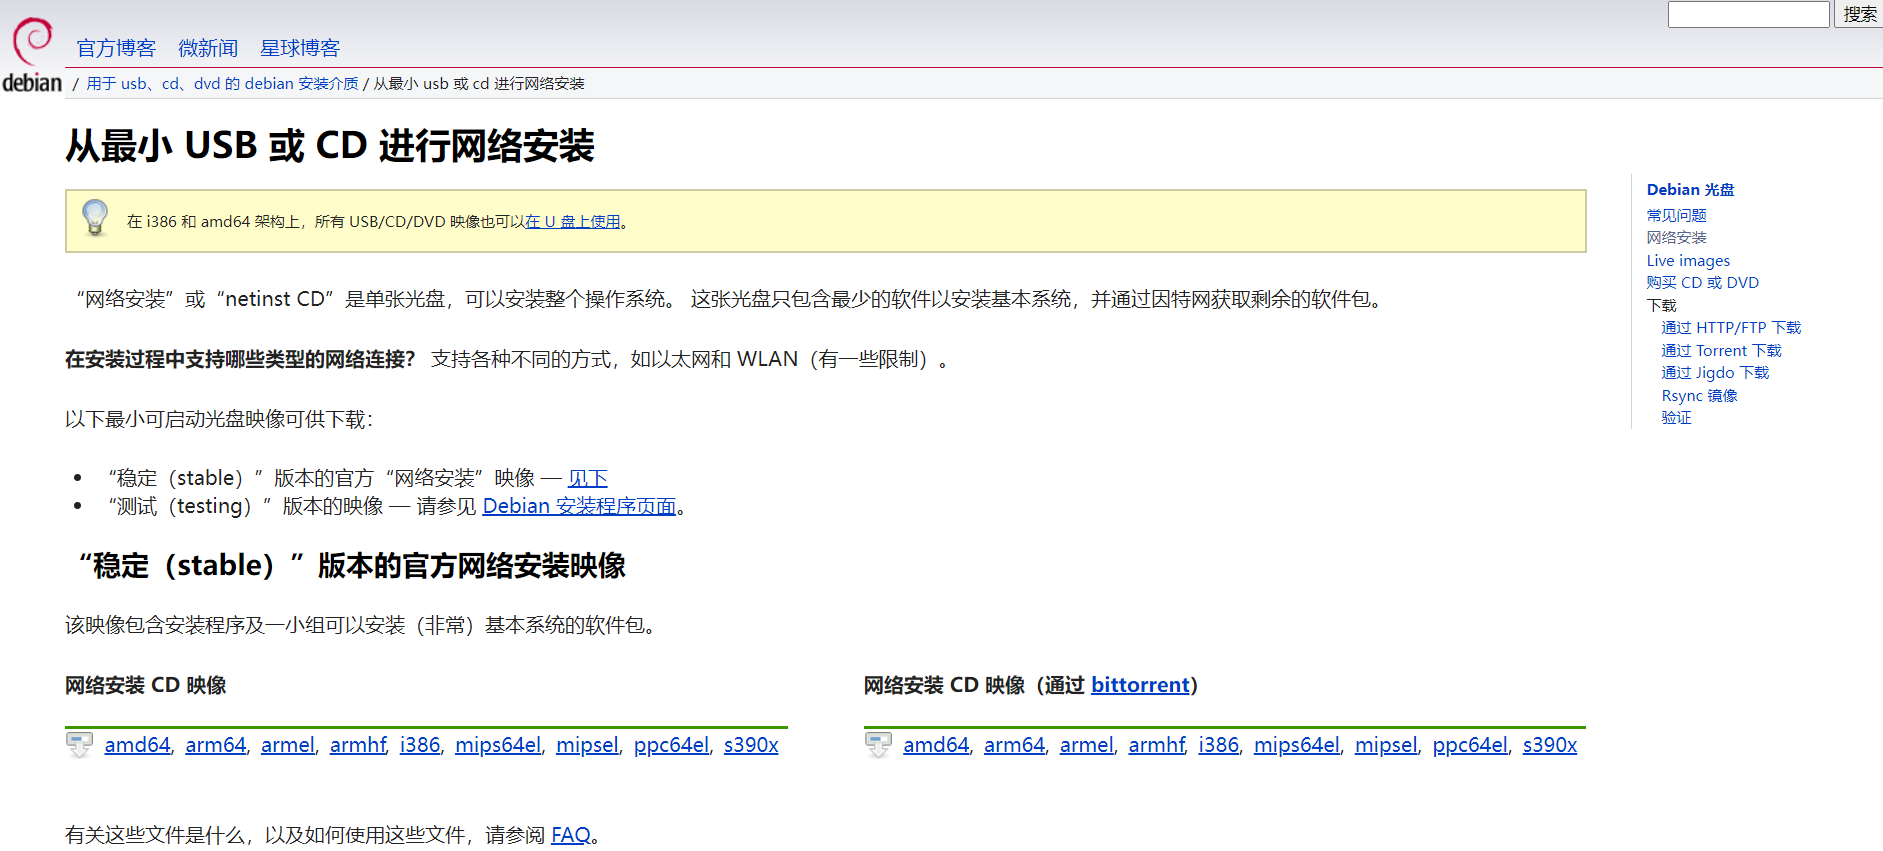 搜索
debian
官方博客 微新闻 星球博客
/ 用于 usb、cd、dvd 的 debian 安装介质 / 从最小 usb 或 cd 进行网络安装
从最小 USB 或 CD 进行网络安装
在 i386 和 amd64 架构上，所有 USB/CD/DVD 映像也可以在 U 盘上使用。
“网络安装”或“netinst CD”是单张光盘，可以安装整个操作系统。 这张光盘只包含最少的软件以安装基本系统，并通过因特网获取剩余的软件包。
在安装过程中支持哪些类型的网络连接？ 支持各种不同的方式，如以太网和 WLAN（有一些限制）。
以下最小可启动光盘映像可供下载：
• “稳定（stable）”版本的官方“网络安装”映像 — 见下
• “测试（testing）”版本的映像 — 请参见 Debian 安装程序页面。
“稳定（stable）”版本的官方网络安装映像
该映像包含安装程序及一小组可以安装（非常）基本系统的软件包。
网络安装 CD 映像
amd64, arm64, armel, armhf, i386, mips64el, mipsel, ppc64el, s390x
网络安装 CD 映像（通过 bittorrent）
amd64, arm64, armel, armhf, i386, mips64el, mipsel, ppc64el, s390x
有关这些文件是什么，以及如何使用这些文件，请参阅 FAQ。
Debian 光盘
常见问题
网络安装
Live images
购买 CD 或 DVD
下载
通过 HTTP/FTP 下载
通过 Torrent 下载
通过 Jigdo 下载
Rsync 镜像
验证